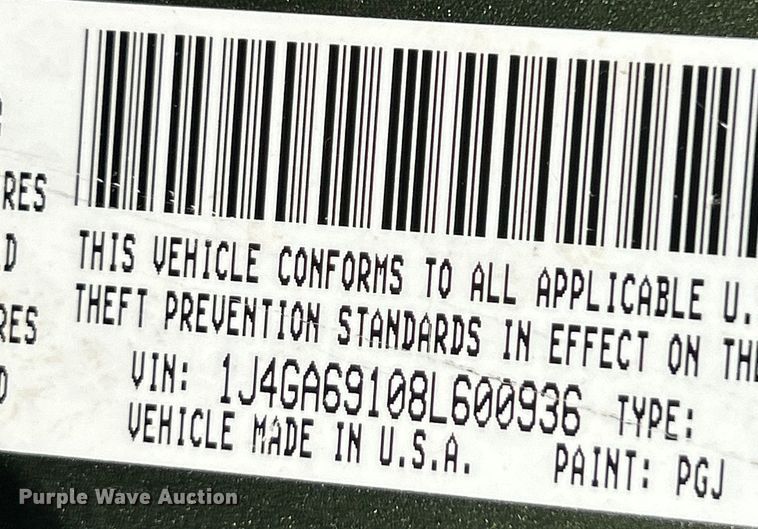 RES
THIS VEHICLE CONFORMS TO ALL APPLICABLE U.
D
THEFT PREVENTION STANDARDS IN EFFECT ON THE
RES
VIN: 1J4GA69108L600936 TYPE:
D
VEHICLE MADE IN U.S.A. PAINT: PGJ
Purple Wave Auction